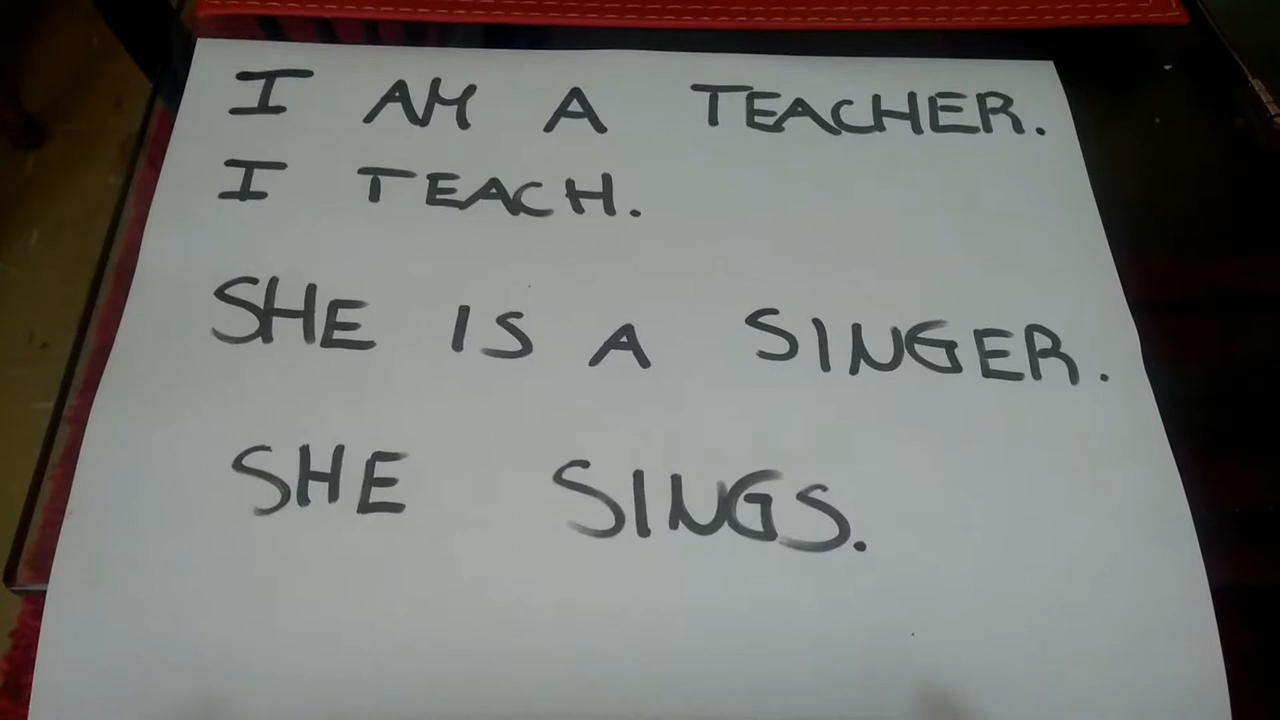 I AM A TEACHER.
I TEACH.
SHE IS A SINGER.
SHE SINGS.